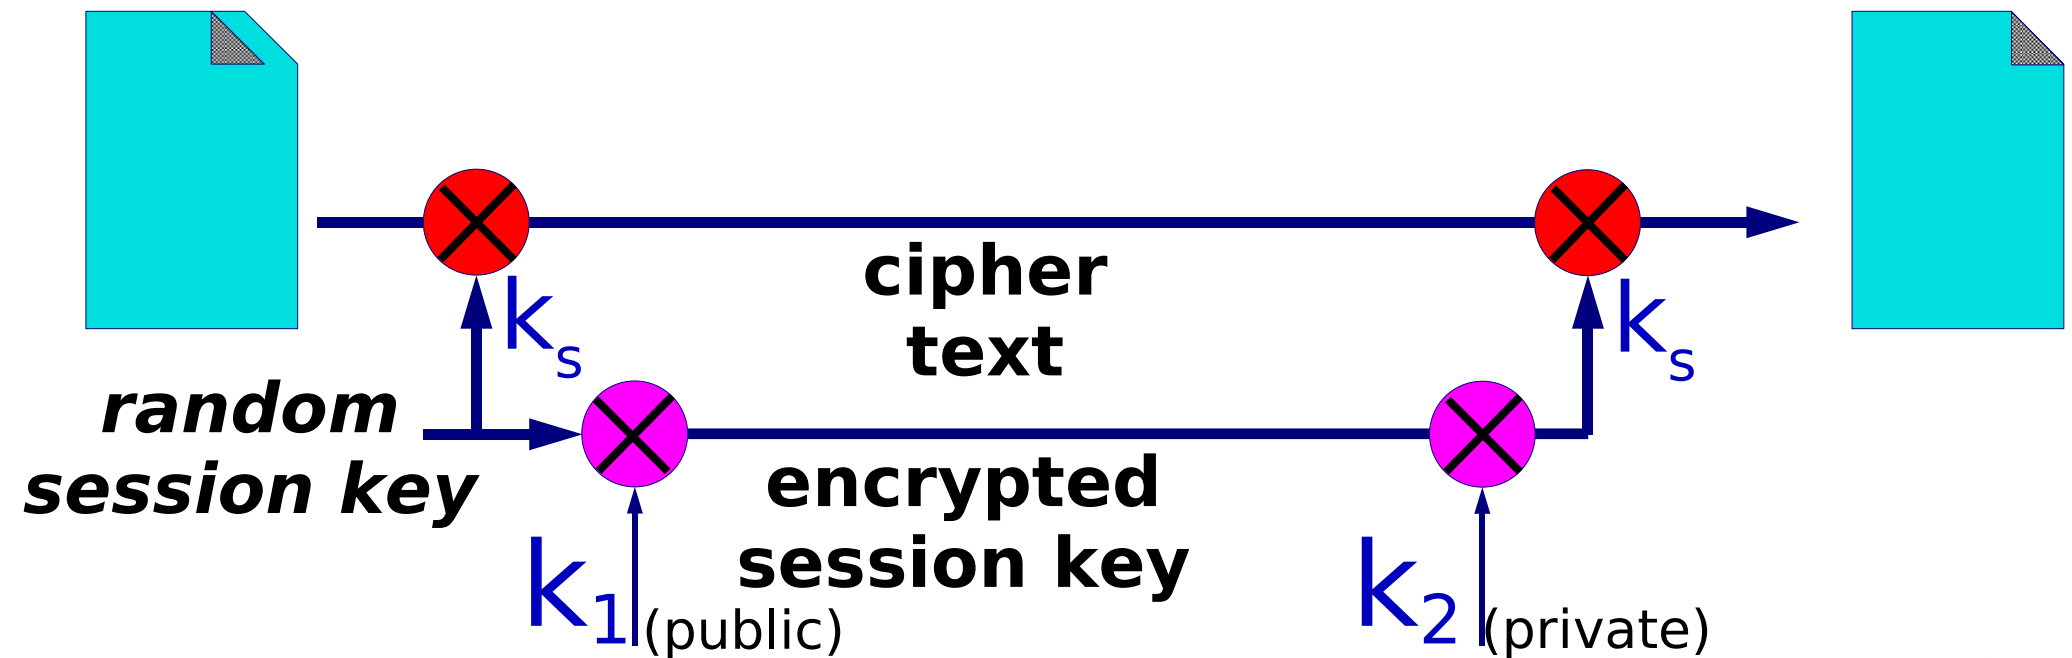 k_s
cipher
text
k_s
random
session key
encrypted
session key
k_1 (public)
k_2 (private)